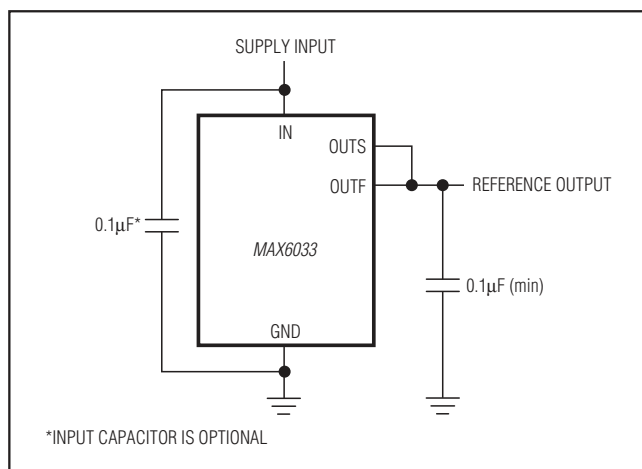 SUPPLY INPUT
IN
OUTS
OUTF
REFERENCE OUTPUT
0.1μF*
MAX6033
0.1μF (min)
GND
*INPUT CAPACITOR IS OPTIONAL